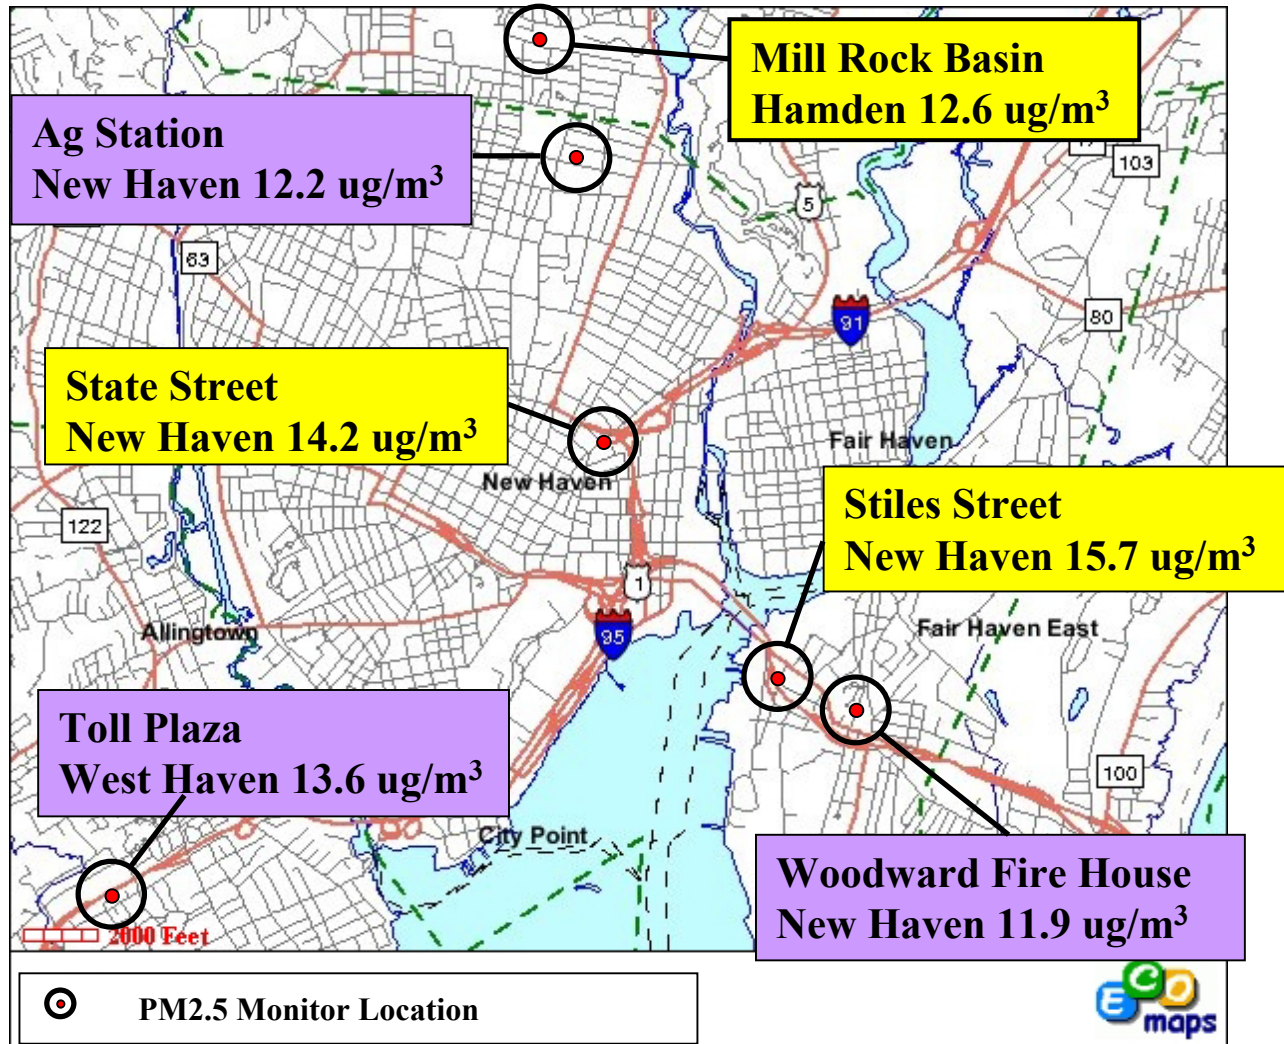 Mill Rock Basin
Hamden 12.6 ug/m³
Ag Station
New Haven 12.2 ug/m³
103
5
63
91
80
State Street
New Haven 14.2 ug/m³
Fair Haven
New Haven
Stiles Street
New Haven 15.7 ug/m³
122
1
95
Allingtown
Fair Haven East
Toll Plaza
West Haven 13.6 ug/m³
100
City Point
Woodward Fire House
New Haven 11.9 ug/m³
2000 Feet
PM2.5 Monitor Location
ECO
maps